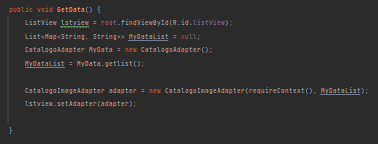 public void GetData() {
ListView lstview = root.findViewById(R.id.listView);
List<Map<String, String>> MyDataList = null;
CatalogoAdapter MyData = new CatalogoAdapter();
MyDataList = MyData.getlist();
CatalogoImageAdapter adapter = new CatalogoImageAdapter(requireContext(), MyDataList);
lstview.setAdapter(adapter);
}